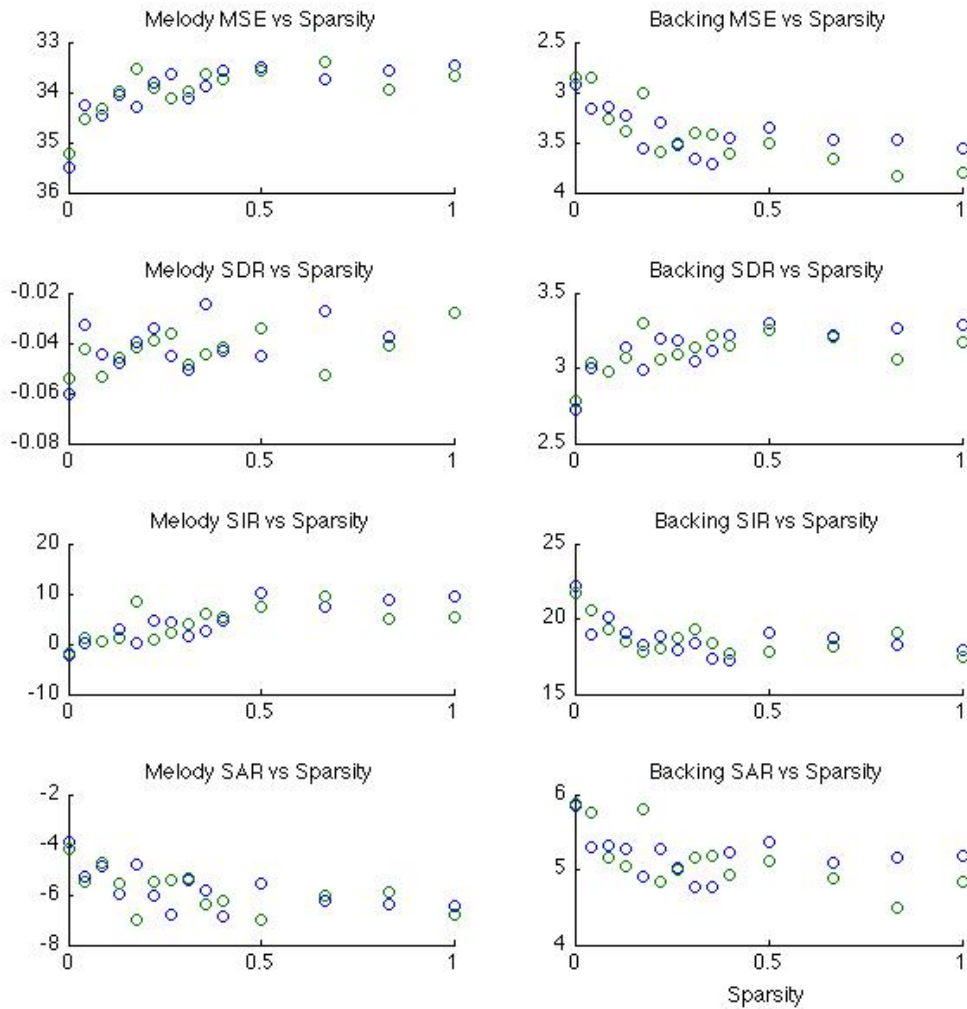 Melody MSE vs Sparsity
33
34
35
36
0 0.5 1
Backing MSE vs Sparsity
2.5
3
3.5
4
0 0.5 1
Melody SDR vs Sparsity
-0.02
-0.04
-0.06
-0.08
0 0.5 1
Backing SDR vs Sparsity
3.5
3
2.5
0 0.5 1
Melody SIR vs Sparsity
20
10
0
-10
0 0.5 1
Backing SIR vs Sparsity
25
20
15
0 0.5 1
Melody SAR vs Sparsity
-2
-4
-6
-8
0 0.5 1
Backing SAR vs Sparsity
6
5
4
0 0.5 1
Sparsity